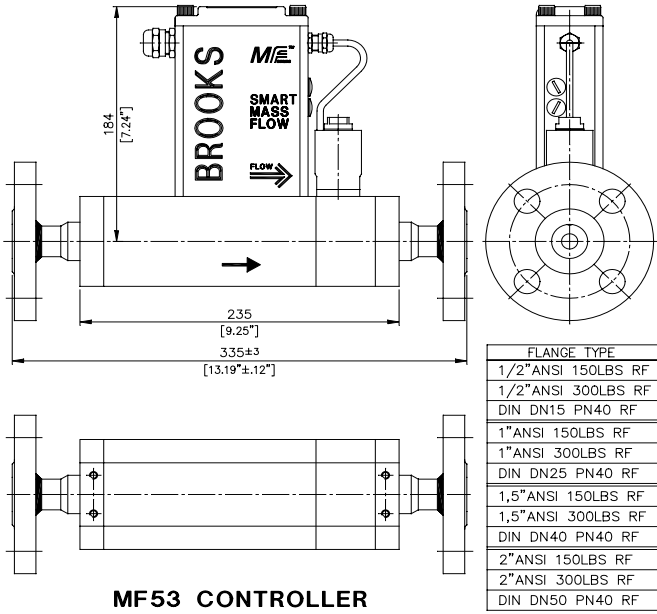 184
[7.24"]
BROOKS
MF™
SMART
MASS
FLOW
FLOW
235
[9.25"]
335±3
[13.19"±.12"]
FLANGE TYPE
1/2"ANSI 150LBS RF
1/2"ANSI 300LBS RF
DIN DN15 PN40 RF
1"ANSI 150LBS RF
1"ANSI 300LBS RF
DIN DN25 PN40 RF
1,5"ANSI 150LBS RF
1,5"ANSI 300LBS RF
DIN DN40 PN40 RF
2"ANSI 150LBS RF
2"ANSI 300LBS RF
DIN DN50 PN40 RF
MF53 CONTROLLER